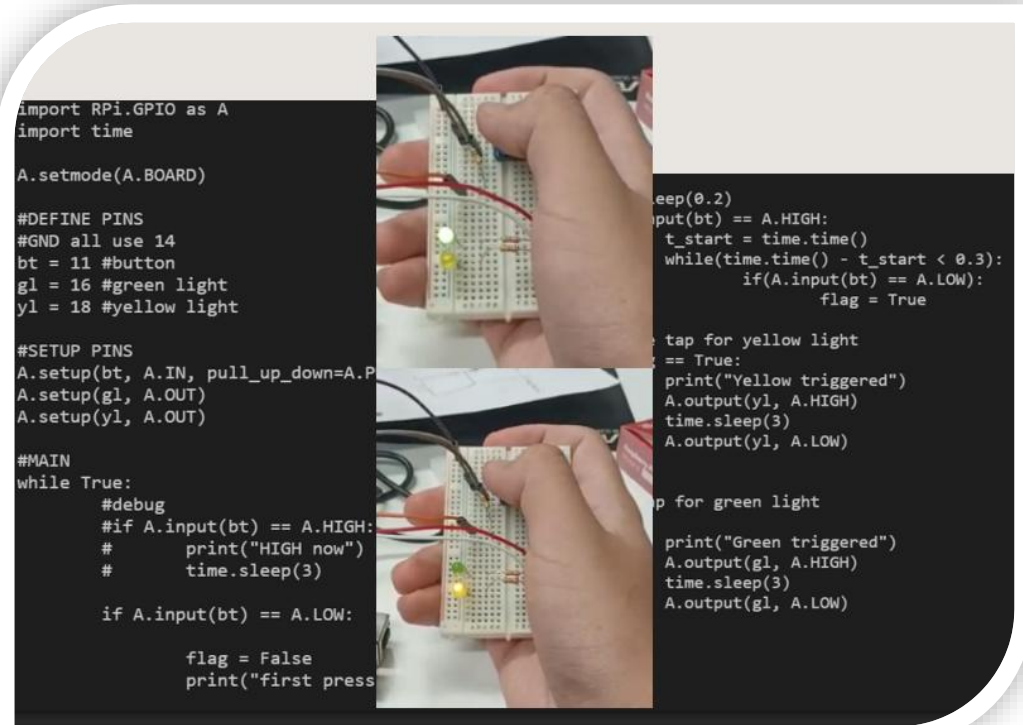 import RPi.GPIO as A
import time
A.setmode(A.BOARD)
#DEFINE PINS
#GND all use 14
bt = 11 #button
gl = 16 #green light
yl = 18 #yellow light
#SETUP PINS
A.setup(bt, A.IN, pull_up_down=A.P
A.setup(gl, A.OUT)
A.setup(yl, A.OUT)
#MAIN
while True:
#debug
#if A.input(bt) == A.HIGH:
# print("HIGH now")
# time.sleep(3)
if A.input(bt) == A.LOW:
flag = False
print("first press
eep(0.2)
put(bt) == A.HIGH:
t_start = time.time()
while(time.time() - t_start < 0.3):
if(A.input(bt) == A.LOW):
flag = True
tap for yellow light
== True:
print("Yellow triggered")
A.output(yl, A.HIGH)
time.sleep(3)
A.output(yl, A.LOW)
p for green light
print("Green triggered")
A.output(gl, A.HIGH)
time.sleep(3)
A.output(gl, A.LOW)